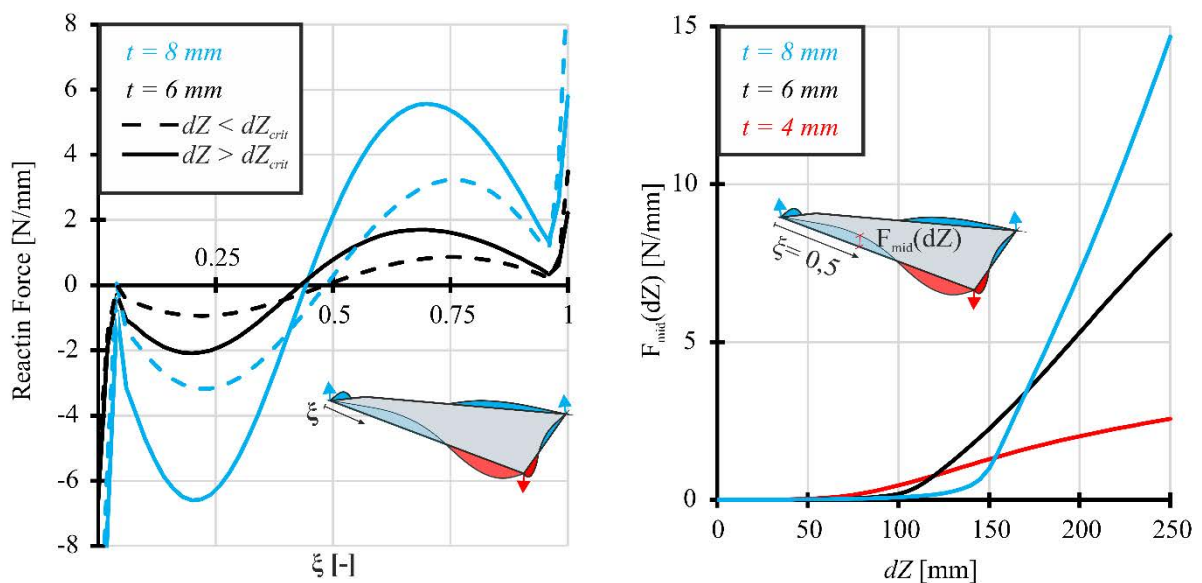 8
6
4
2
0
-2
-4
-6
-8
Reactin Force [N/mm]
t = 8 mm
t = 6 mm
dZ < dZcrit
dZ > dZcrit
0.25
0.5
0.75
1
ξ
ξ [-]
15
10
5
0
Fmid(dZ) [N/mm]
t = 8 mm
t = 6 mm
t = 4 mm
Fmid(dZ)
ξ= 0,5
0
50
100
150
200
250
dZ [mm]